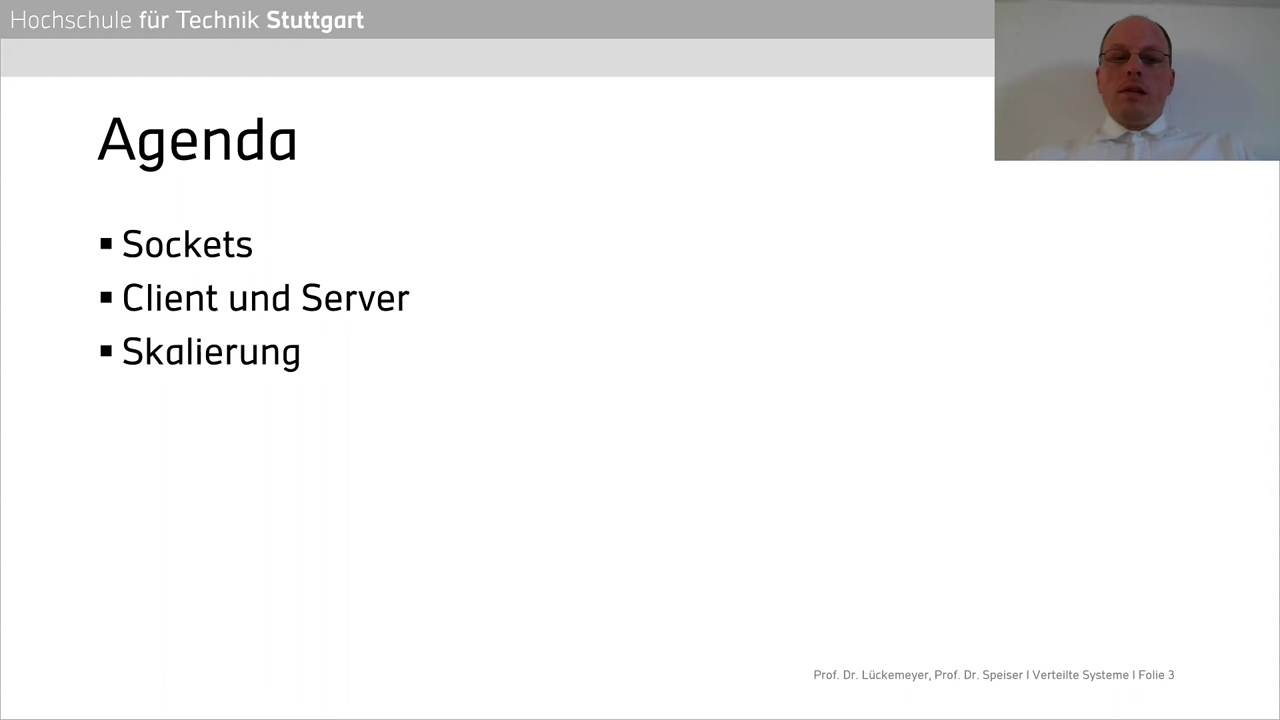 Hochschule für Technik Stuttgart
Agenda
▪ Sockets
▪ Client und Server
▪ Skalierung
Prof. Dr. Lückemeyer, Prof. Dr. Speiser I Verteilte Systeme I Folie 3